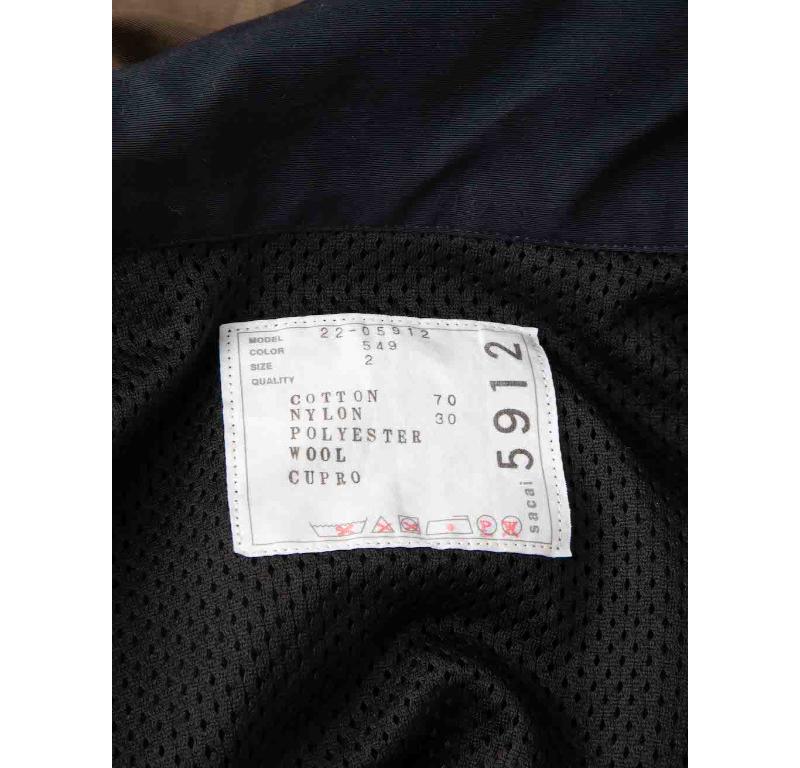 MODEL 22-05912
COLOR 549
SIZE 2
QUALITY
COTTON 70
NYLON 30
POLYESTER
WOOL
CUPRO
sacai 5912
P
W